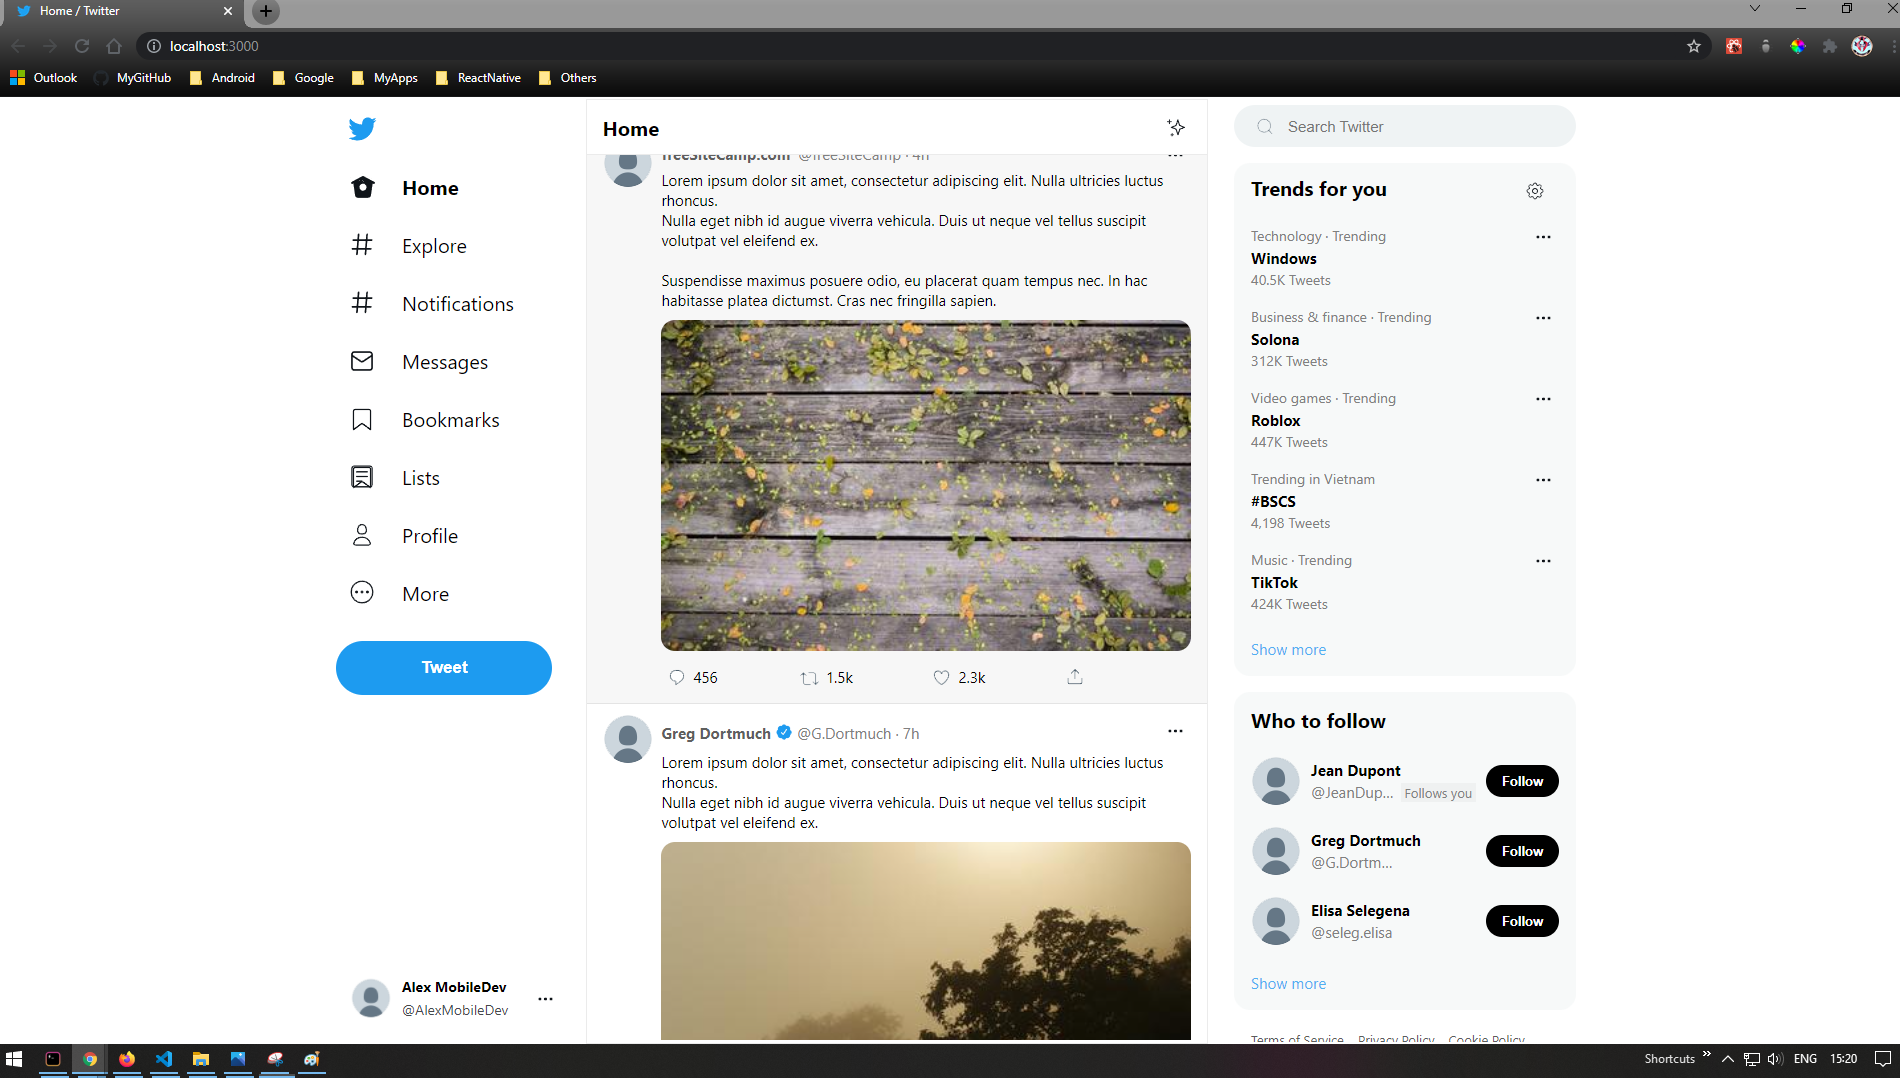 Home / Twitter
localhost:3000
Outlook
MyGitHub
Android
Google
MyApps
ReactNative
Others
Home
Explore
Notifications
Messages
Bookmarks
Lists
Profile
More
Tweet
Alex MobileDev
@AlexMobileDev
Home
freeSiteCamp.com @freeSiteCamp · 4h
Lorem ipsum dolor sit amet, consectetur adipiscing elit. Nulla ultricies luctus
rhoncus.
Nulla eget nibh id augue viverra vehicula. Duis ut neque vel tellus suscipit
volutpat vel eleifend ex.
Suspendisse maximus posuere odio, eu placerat quam tempus nec. In hac
habitasse platea dictumst. Cras nec fringilla sapien.
456
1.5k
2.3k
Greg Dortmuch @G.Dortmuch · 7h
Lorem ipsum dolor sit amet, consectetur adipiscing elit. Nulla ultricies luctus
rhoncus.
Nulla eget nibh id augue viverra vehicula. Duis ut neque vel tellus suscipit
volutpat vel eleifend ex.
Search Twitter
Trends for you
Technology · Trending
Windows
40.5K Tweets
Business & finance · Trending
Solona
312K Tweets
Video games · Trending
Roblox
447K Tweets
Trending in Vietnam
#BSCS
4,198 Tweets
Music · Trending
TikTok
424K Tweets
Show more
Who to follow
Jean Dupont
@JeanDup... Follows you
Follow
Greg Dortmuch
@G.Dortm...
Follow
Elisa Selegena
@seleg.elisa
Follow
Show more
Terms of Service Privacy Policy Cookie Policy
Shortcuts
ENG
15:20